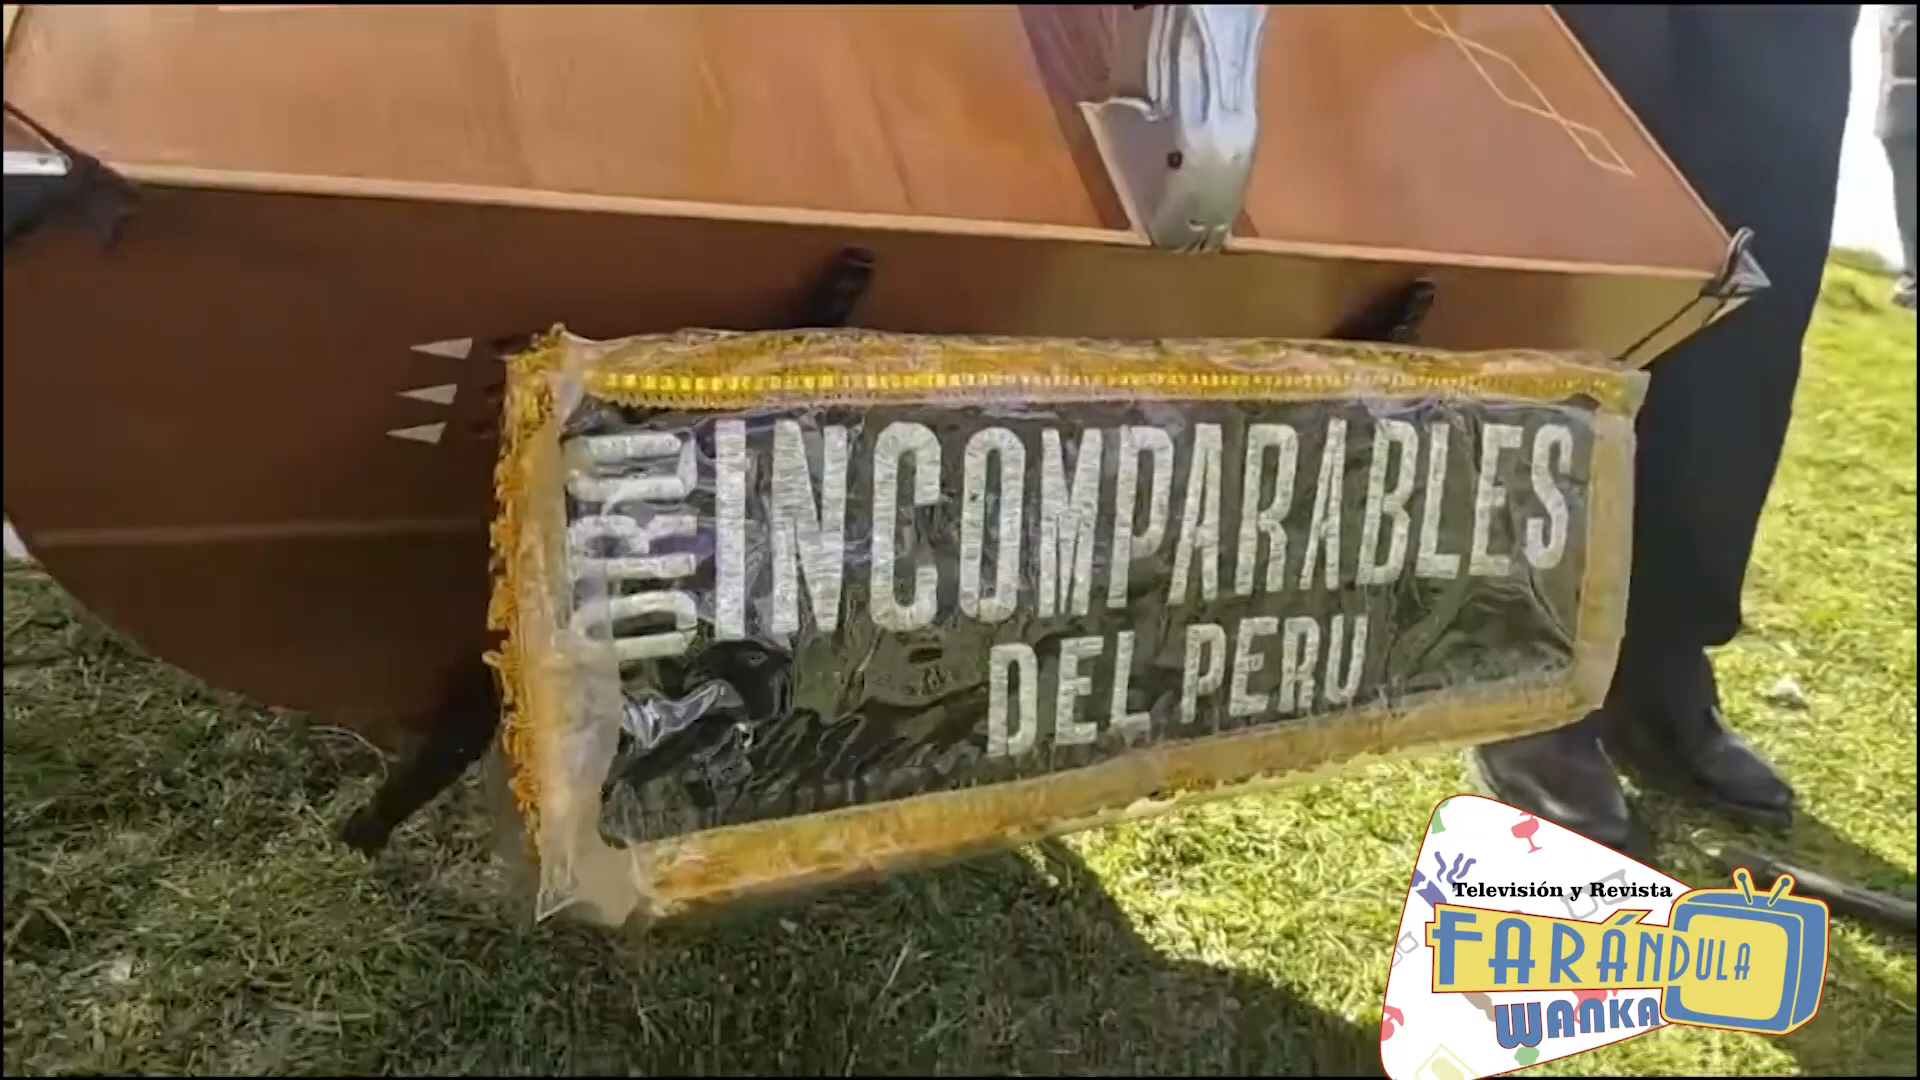 INCOMPARABLES
DEL PERU
Televisión y Revista
FARÁNDULA
WANKA